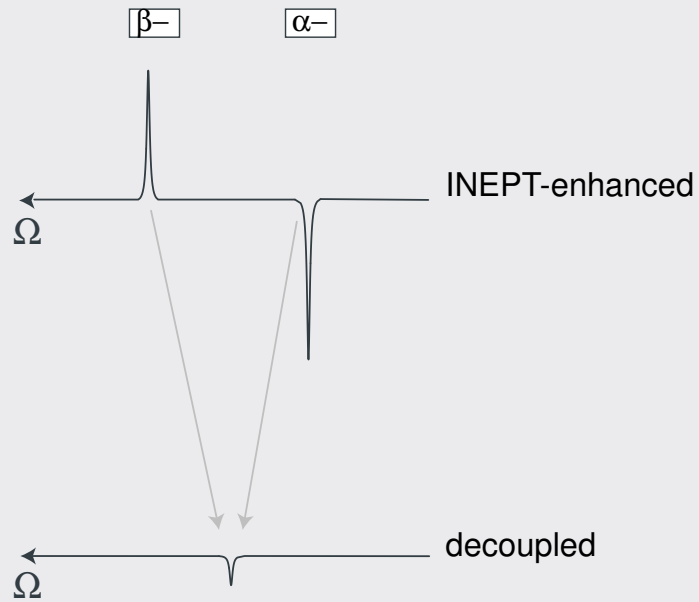 β– α–
INEPT-enhanced
Ω
decoupled
Ω